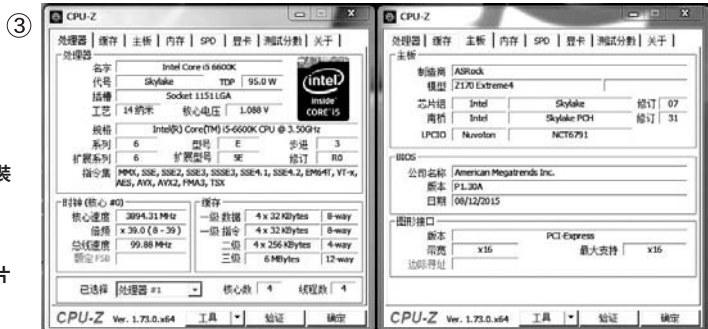 ③
CPU-Z
处理器 缓存 主板 内存 SPD 显卡 测试分数 关于
处理器
名字 Intel Core i5 6600K
代号 Skylake TDP 95.0 W
插槽 Socket 1151 LGA
工艺 14 纳米 核心电压 1.088 V
intel inside CORE i5
规格 Intel(R) Core(TM) i5-6600K CPU @ 3.50GHz
系列 6 型号 E 步进 3
扩展系列 6 扩展型号 5E 修订 R0
指令集 MMX, SSE, SSE2, SSE3, SSSE3, SSE4.1, SSE4.2, EM64T, VT-x,
AES, AVX, AVX2, FMA3, TSX
时钟 (核心 #0)
核心速度 3894.31 MHz
倍频 x 39.0 ( 8 - 39 )
总线速度 99.88 MHz
额定 FSB
缓存
一级 数据 4 x 32 KBytes 8-way
一级 指令 4 x 32 KBytes 8-way
二级 4 x 256 KBytes 4-way
三级 6 MBytes 12-way
已选择 处理器 #1 核心数 4 线程数 4
CPU-Z Ver. 1.73.0.x64 工具 验证 确定
CPU-Z
处理器 缓存 主板 内存 SPD 显卡 测试分数 关于
主板
制造商 ASRock
模型 Z170 Extreme4
芯片组 Intel Skylake 修订 07
南桥 Intel Skylake PCH 修订 31
LPCIO Nuvoton NCT6791
BIOS
公司名称 American Megatrends Inc.
版本 P1.30A
日期 08/12/2015
图形接口
版本 PCI-Express
带宽 x16 最大支持 x16
边际寻址
CPU-Z Ver. 1.73.0.x64 工具 验证 确定
装
片